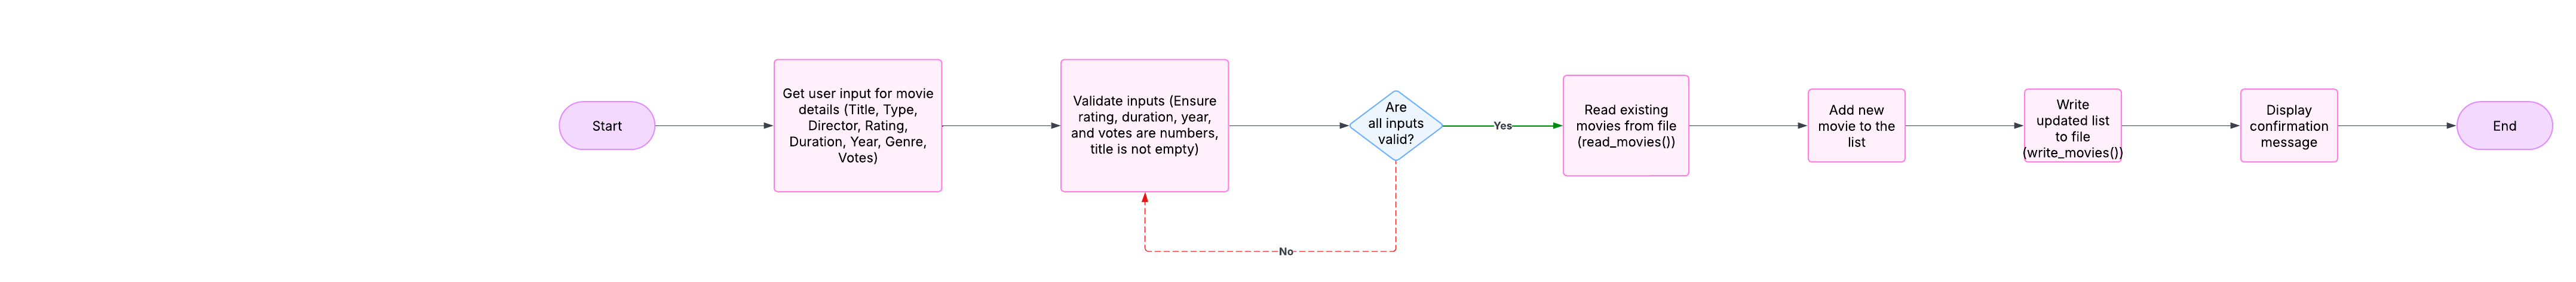 Start
Get user input for movie
details (Title, Type,
Director, Rating,
Duration, Year, Genre,
Votes)
Validate inputs (Ensure
rating, duration, year,
and votes are numbers,
title is not empty)
Are
all inputs
valid?
Yes
No
Read existing
movies from file
(read_movies())
Add new
movie to the
list
Write
updated list
to file
(write_movies())
Display
confirmation
message
End